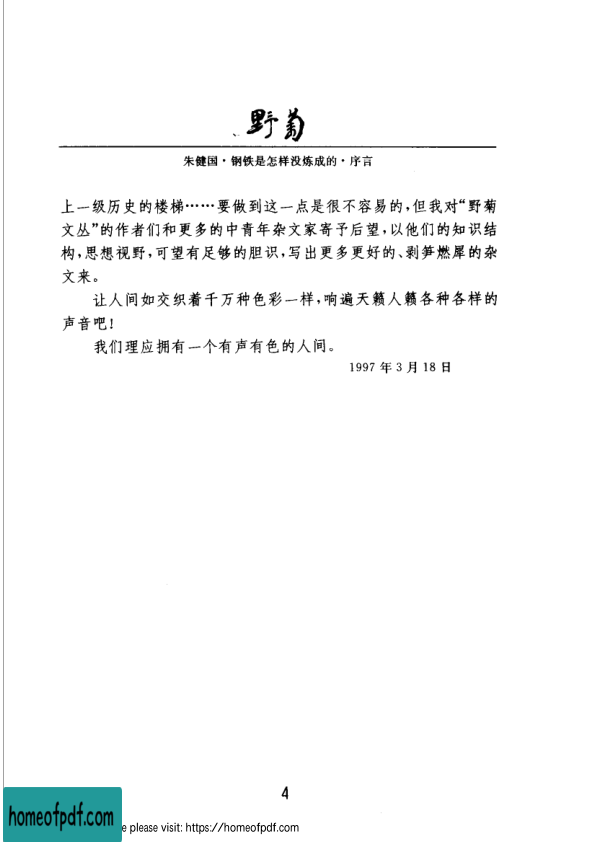 野菊
朱健国·钢铁是怎样没炼成的·序言
上一级历史的楼梯……要做到这一点是很不容易的，但我对“野菊
文丛”的作者们和更多的中青年杂文家寄予后望，以他们的知识结
构，思想视野，可望有足够的胆识，写出更多更好的、剥笋燃犀的杂
文来。
让人间如交织着千万种色彩一样，响遍天籁人籁各种各样的
声音吧！
我们理应拥有一个有声有色的人间。
1997 年 3 月 18 日
4
homeofpdf.com
e please visit: https://homeofpdf.com